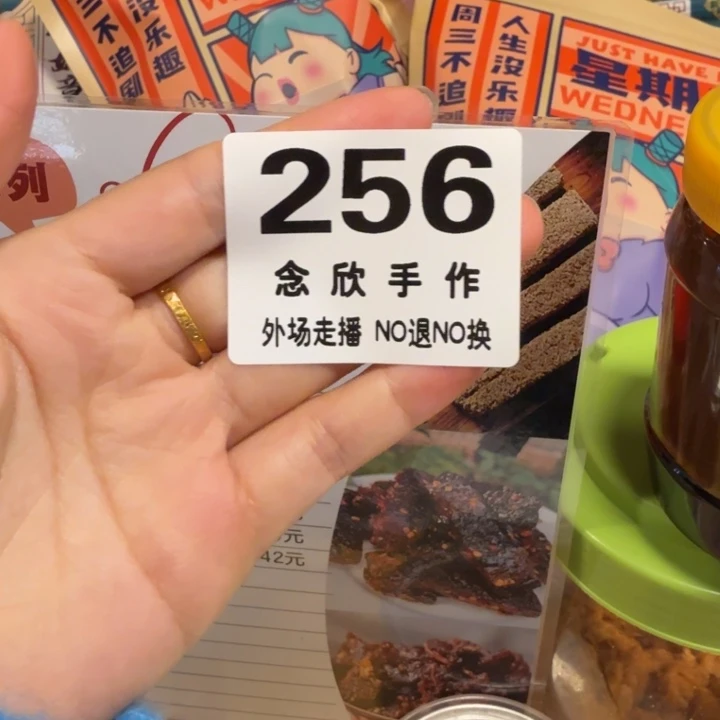 周三不追剧
人生没乐趣
三不追剧
没乐趣
JUST HAVE
星期
WEDNE
列
256
念欣手作
外场走播 NO退NO换
元
42元